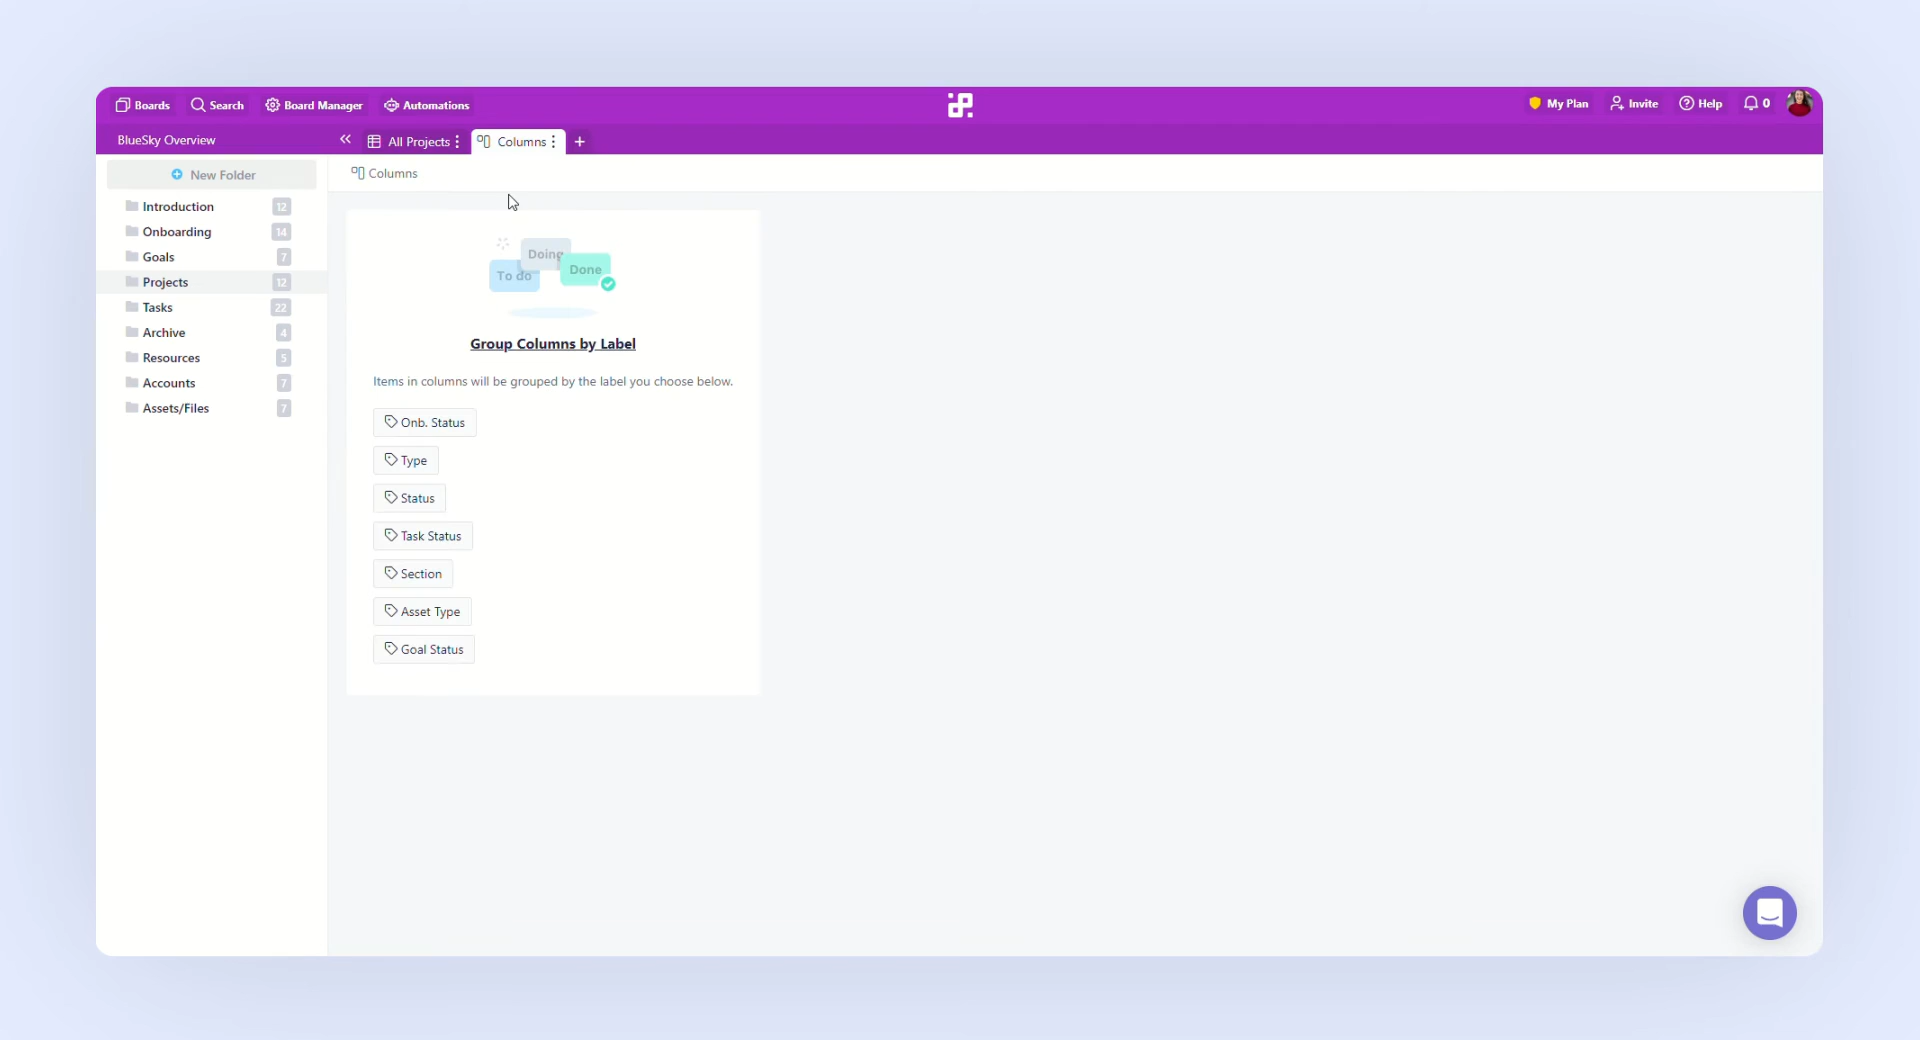 Boards Search Board Manager Automations My Plan Invite Help 0
BlueSky Overview All Projects Columns
New Folder
Introduction 12
Onboarding 14
Goals 7
Projects 12
Tasks 22
Archive 4
Resources 5
Accounts 7
Assets/Files 7
Columns
Doing
To do
Done
Group Columns by Label
Items in columns will be grouped by the label you choose below.
Onb. Status
Type
Status
Task Status
Section
Asset Type
Goal Status